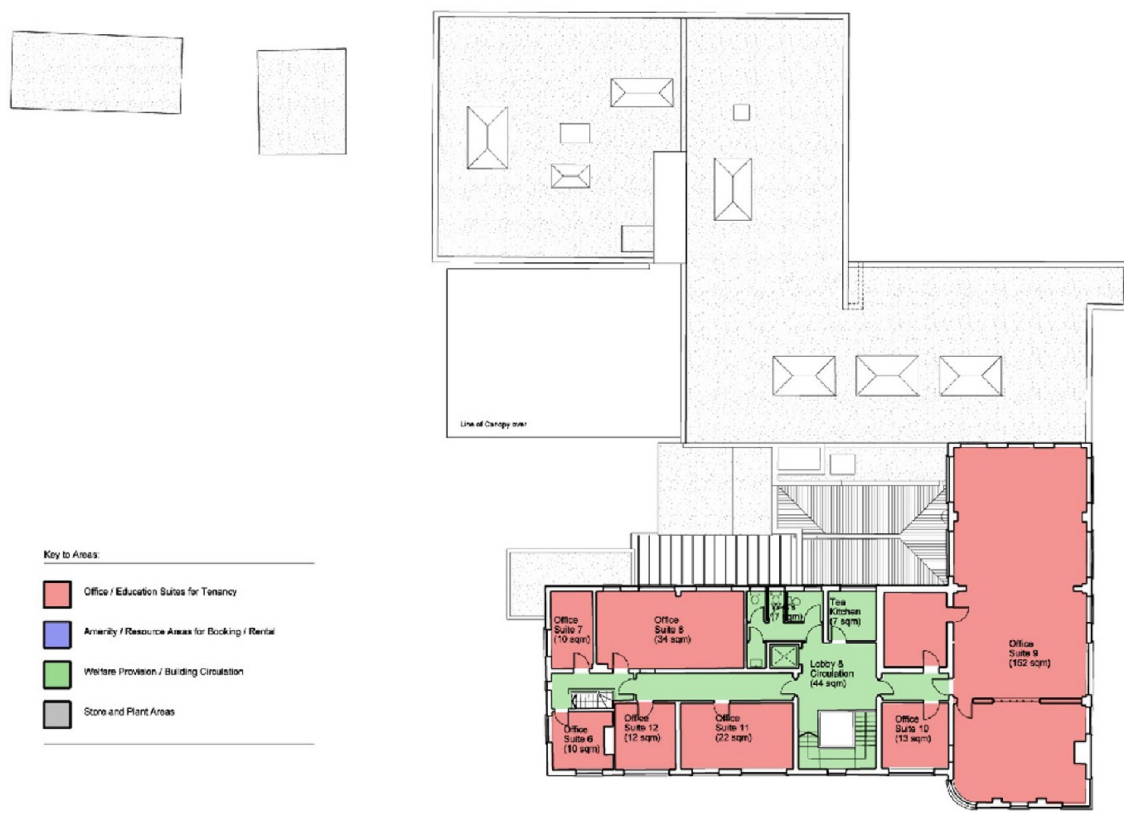 Line of Canopy over
Key to Areas:
Office / Education Suites for Tenancy
Amenity / Resource Areas for Booking / Rental
Welfare Provision / Building Circulation
Store and Plant Areas
Office
Suite 7
(10 sqm)
Office
Suite 8
(34 sqm)
(7 sqm)
Tea
Kitchen
(7 sqm)
Lobby &
Circulation
(44 sqm)
Office
Suite 9
(162 sqm)
Office
Suite 6
(10 sqm)
Office
Suite 12
(12 sqm)
Office
Suite 11
(22 sqm)
Office
Suite 10
(13 sqm)